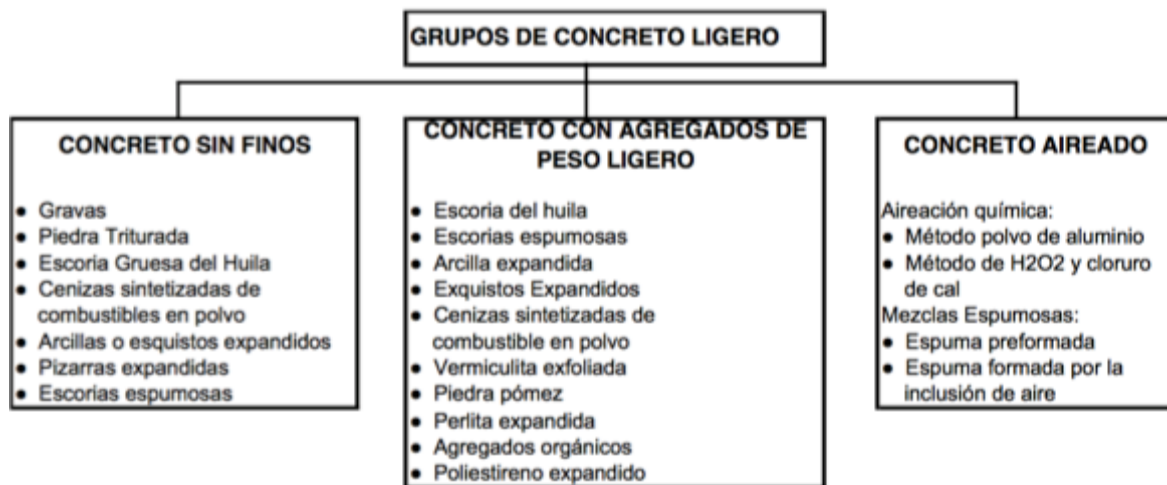 GRUPOS DE CONCRETO LIGERO
CONCRETO SIN FINOS
● Gravas
● Piedra Triturada
● Escoria Gruesa del Huila
● Cenizas sintetizadas de
combustibles en polvo
● Arcillas o esquistos expandidos
● Pizarras expandidas
● Escorias espumosas
CONCRETO CON AGREGADOS DE
PESO LIGERO
● Escoria del huila
● Escorias espumosas
● Arcilla expandida
● Exquistos Expandidos
● Cenizas sintetizadas de
combustible en polvo
● Vermiculita exfoliada
● Piedra pómez
● Perlita expandida
● Agregados orgánicos
● Poliestireno expandido
CONCRETO AIREADO
Aireación química:
● Método polvo de aluminio
● Método de H2O2 y cloruro
de cal
Mezclas Espumosas:
● Espuma preformada
● Espuma formada por la
inclusión de aire